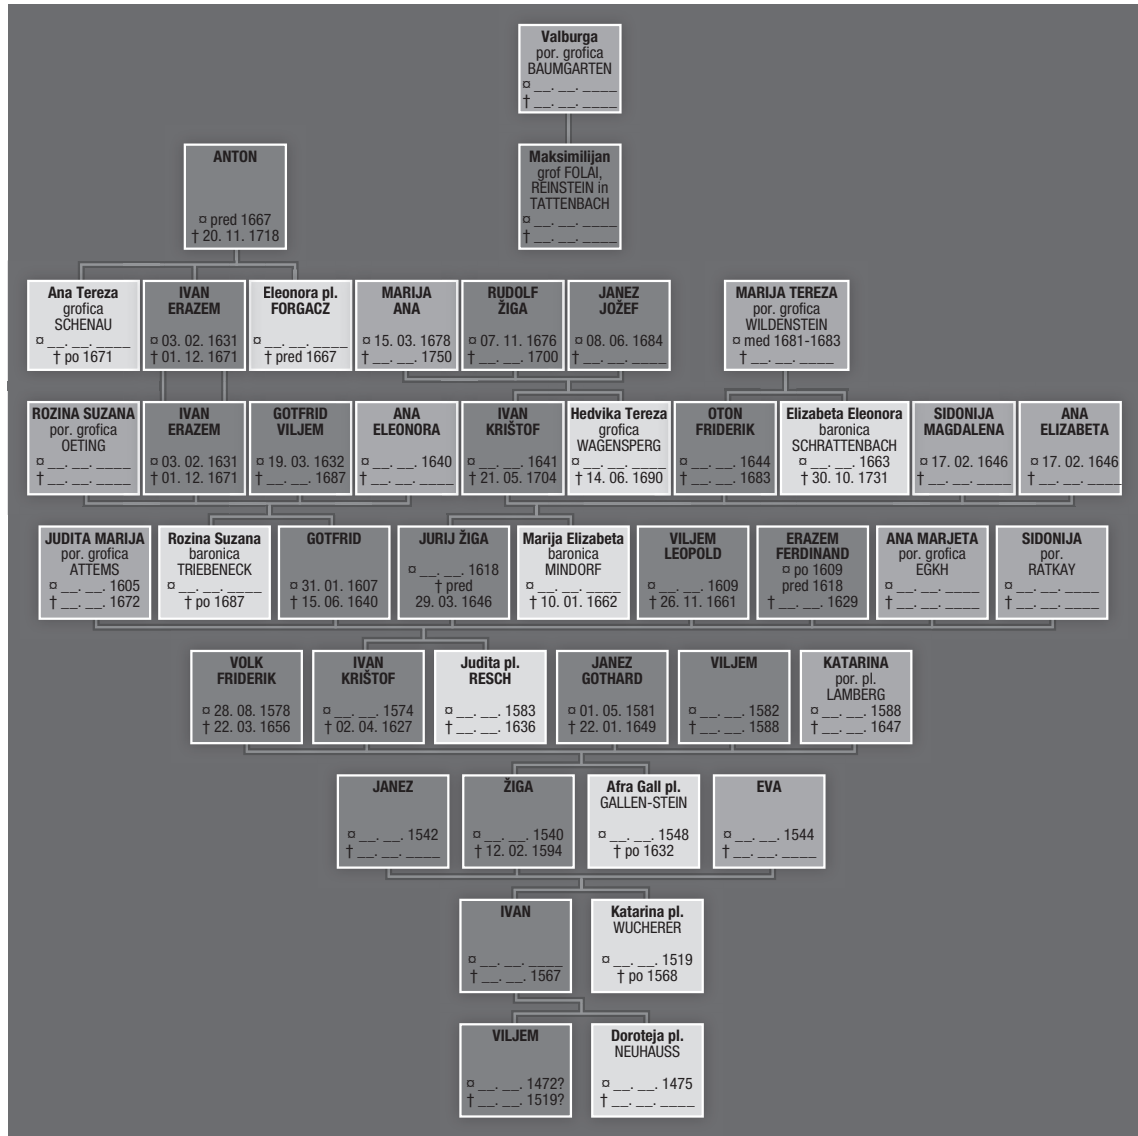 Valburga
por. grofica
BAUMGARTEN
¤ __. __. ____
† __. __. ____
ANTON
¤ pred 1667
† 20. 11. 1718
Maksimilijan
grof FOLAI,
REINSTEIN in
TATTENBACH
¤ __. __. ____
† __. __. ____
Ana Tereza
grofica
SCHENAU
¤ __. __. ____
† po 1671
IVAN
ERAZEM
¤ 03. 02. 1631
† 01. 12. 1671
Eleonora pl.
FORGACZ
¤ __. __. ____
† pred 1667
MARIJA
ANA
¤ 15. 03. 1678
† __. __. 1750
RUDOLF
ŽIGA
¤ 07. 11. 1676
† __. __. 1700
JANEZ
JOŽEF
¤ 08. 06. 1684
† __. __. ____
MARIJA TEREZA
por. grofica
WILDENSTEIN
¤ med 1681-1683
† __. __. ____
ROZINA SUZANA
por. grofica
OETING
¤ __. __. ____
† __. __. ____
IVAN
ERAZEM
¤ 03. 02. 1631
† 01. 12. 1671
GOTFRID
VILJEM
¤ 19. 03. 1632
† __. __. 1687
ANA
ELEONORA
¤ __. __. 1640
† __. __. ____
IVAN
KRIŠTOF
¤ __. __. 1641
† 21. 05. 1704
Hedvika Tereza
grofica
WAGENSPERG
¤ __. __. ____
† 14. 06. 1690
OTON
FRIDERIK
¤ __. __. 1644
† __. __. 1683
Elizabeta Eleonora
baronica
SCHRATTENBACH
¤ __. __. 1663
† 30. 10. 1731
SIDONIJA
MAGDALENA
¤ 17. 02. 1646
† __. __. ____
ANA
ELIZABETA
¤ 17. 02. 1646
† __. __. ____
JUDITA MARIJA
por. grofica
ATTEMS
¤ __. __. 1605
† __. __. 1672
Rozina Suzana
baronica
TRIEBENECK
¤ __. __. ____
† po 1687
GOTFRID
¤ 31. 01. 1607
† 15. 06. 1640
JURIJ ŽIGA
¤ __. __. 1618
† pred
29. 03. 1646
Marija Elizabeta
baronica
MINDORF
¤ __. __. ____
† 10. 01. 1662
VILJEM
LEOPOLD
¤ __. __. 1609
† 26. 11. 1661
ERAZEM
FERDINAND
¤ po 1609
pred 1618
† __. __. 1629
ANA MARJETA
por. grofica
EGKH
¤ __. __. ____
† __. __. ____
SIDONIJA
por.
RATKAY
¤ __. __. ____
† __. __. ____
VOLK
FRIDERIK
¤ 28. 08. 1578
† 22. 03. 1656
IVAN
KRIŠTOF
¤ __. __. 1574
† 02. 04. 1627
Judita pl.
RESCH
¤ __. __. 1583
† __. __. 1636
JANEZ
GOTHARD
¤ 01. 05. 1581
† 22. 01. 1649
VILJEM
¤ __. __. 1582
† __. __. 1588
KATARINA
por. pl.
LAMBERG
¤ __. __. 1588
† __. __. 1647
JANEZ
¤ __. __. 1542
† __. __. ____
ŽIGA
¤ __. __. 1540
† 12. 02. 1594
Afra Gall pl.
GALLEN-STEIN
¤ __. __. 1548
† po 1632
EVA
¤ __. __. 1544
† __. __. ____
IVAN
¤ __. __. ____
† __. __. 1567
Katarina pl.
WUCHERER
¤ __. __. 1519
† po 1568
VILJEM
¤ __. __. 1472?
† __. __. 1519?
Doroteja pl.
NEUHAUSS
¤ __. __. 1475
† __. __. ____